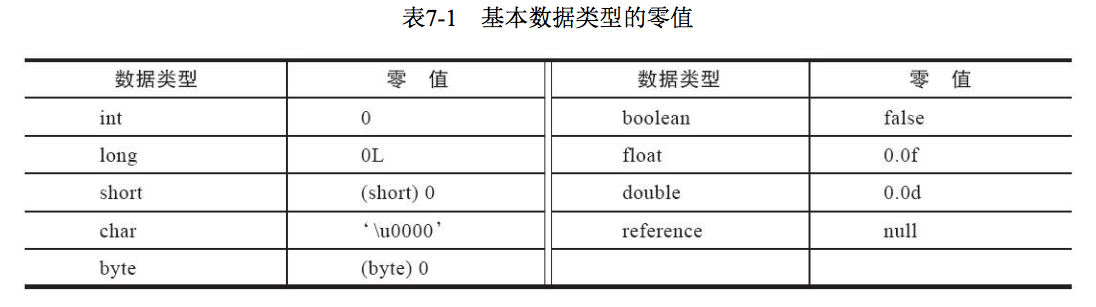 表7-1 基本数据类型的零值
数据类型 零 值 数据类型 零 值
int 0 boolean false
long 0L float 0.0f
short (short) 0 double 0.0d
char ‘\u0000’ reference null
byte (byte) 0